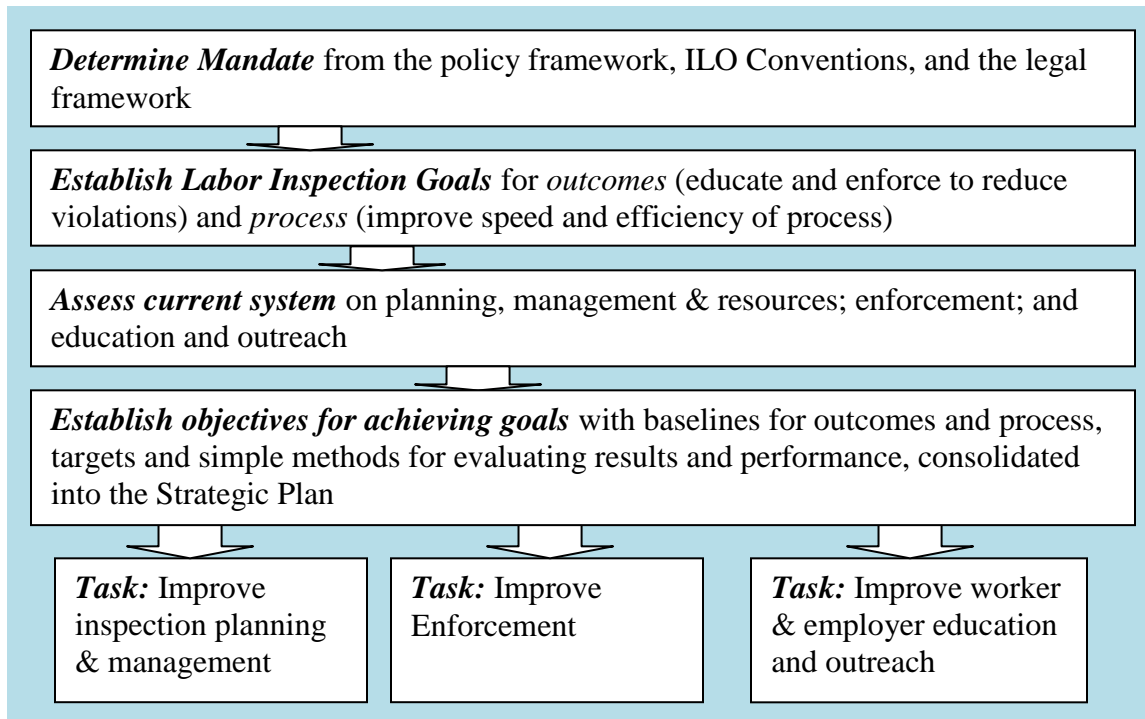 Determine Mandate from the policy framework, ILO Conventions, and the legal
framework
Establish Labor Inspection Goals for outcomes (educate and enforce to reduce
violations) and process (improve speed and efficiency of process)
Assess current system on planning, management & resources; enforcement; and
education and outreach
Establish objectives for achieving goals with baselines for outcomes and process,
targets and simple methods for evaluating results and performance, consolidated
into the Strategic Plan
Task: Improve
inspection planning
& management
Task: Improve
Enforcement
Task: Improve worker
& employer education
and outreach